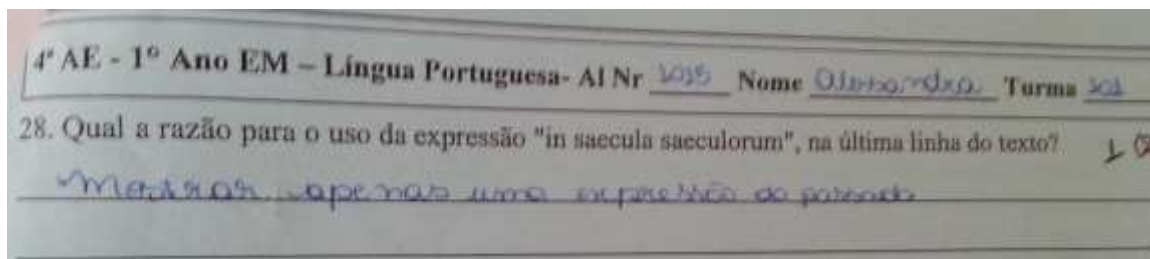 4ª AE - 1º Ano EM – Língua Portuguesa- Al Nr Nome Turma
28. Qual a razão para o uso da expressão "in saecula saeculorum", na última linha do texto?
apenas uma expressão do passado